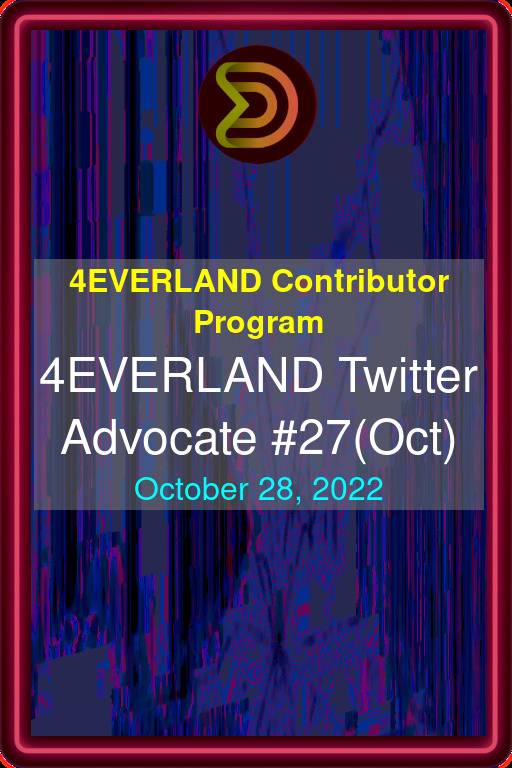 4EVERLAND Contributor
Program
4EVERLAND Twitter
Advocate #27(Oct)
October 28, 2022